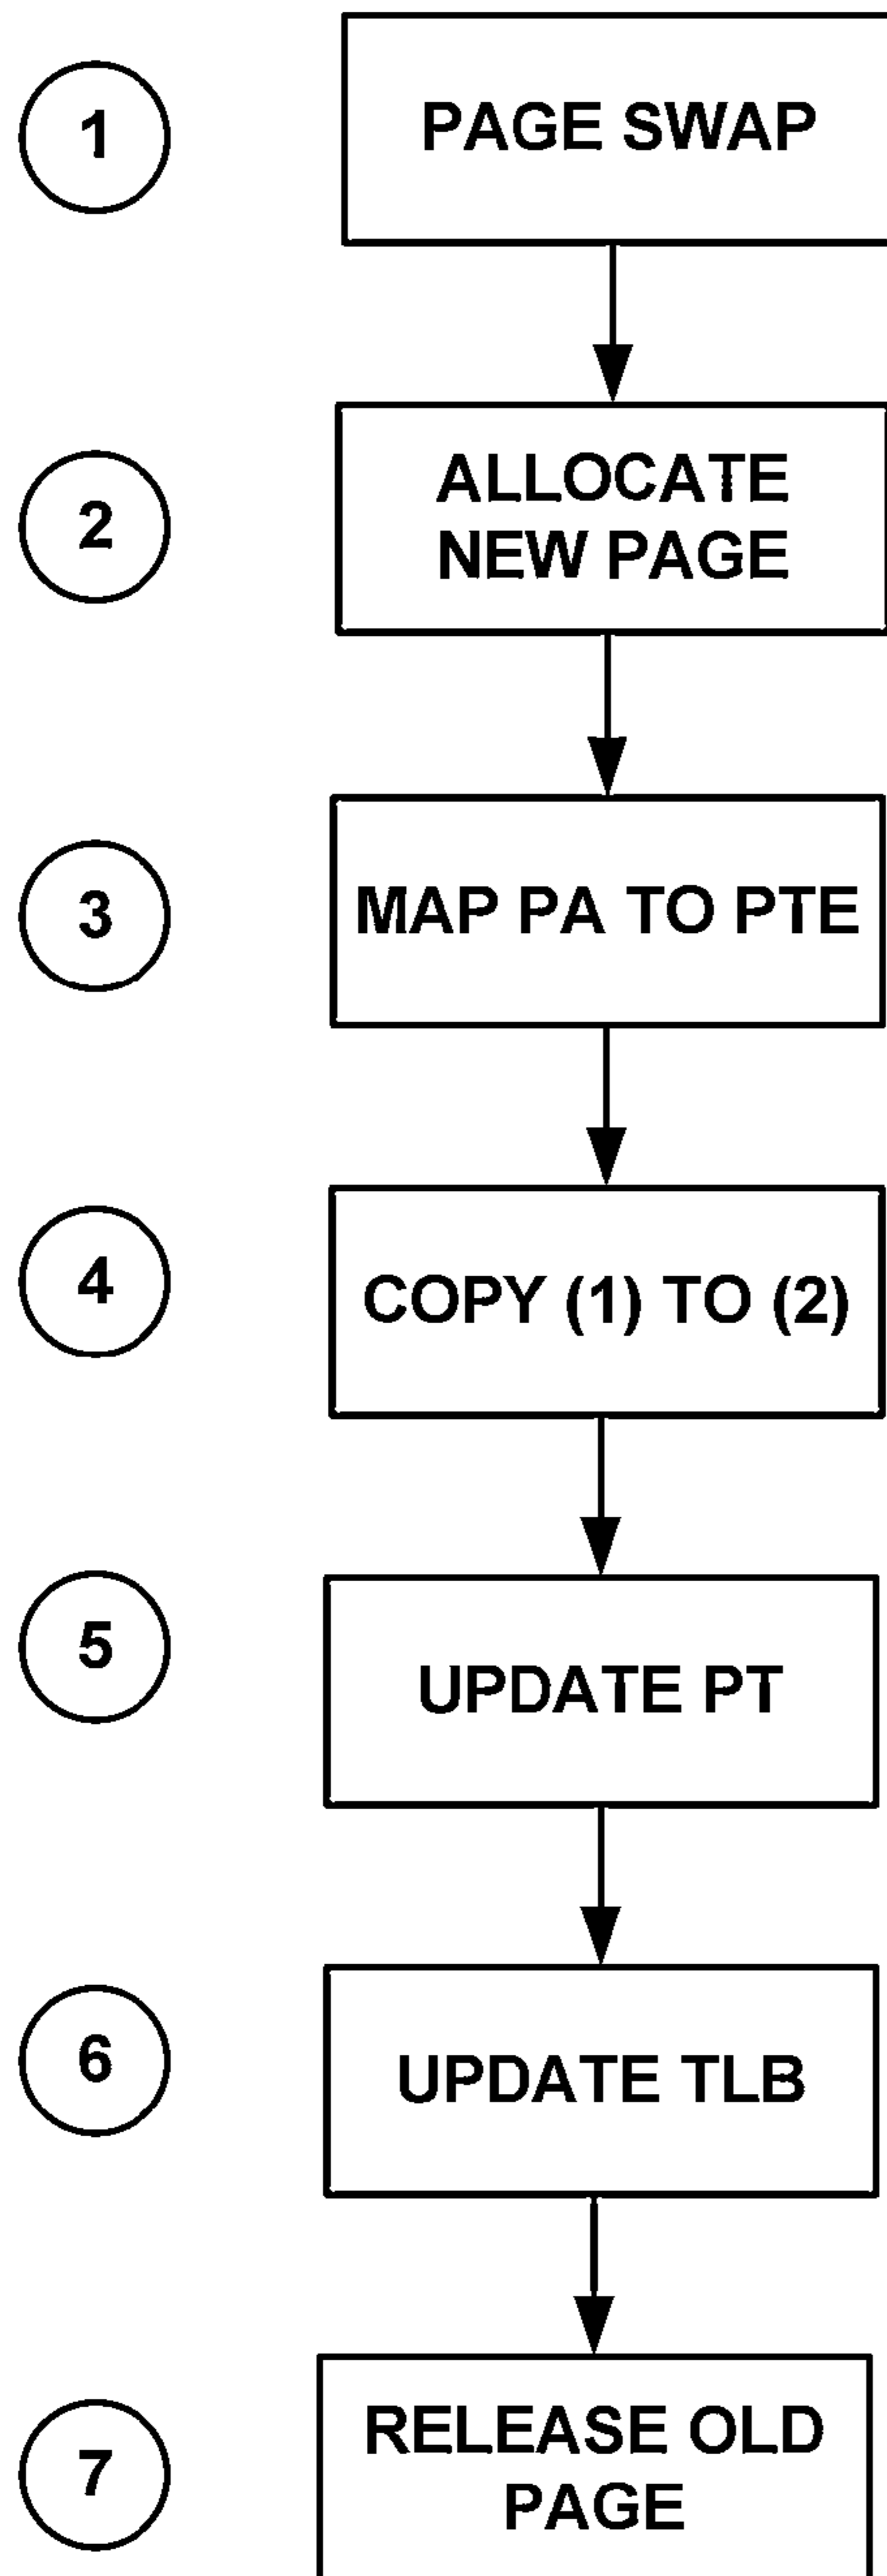 1
PAGE SWAP
2
ALLOCATE
NEW PAGE
3
MAP PA TO PTE
4
COPY (1) TO (2)
5
UPDATE PT
6
UPDATE TLB
7
RELEASE OLD
PAGE